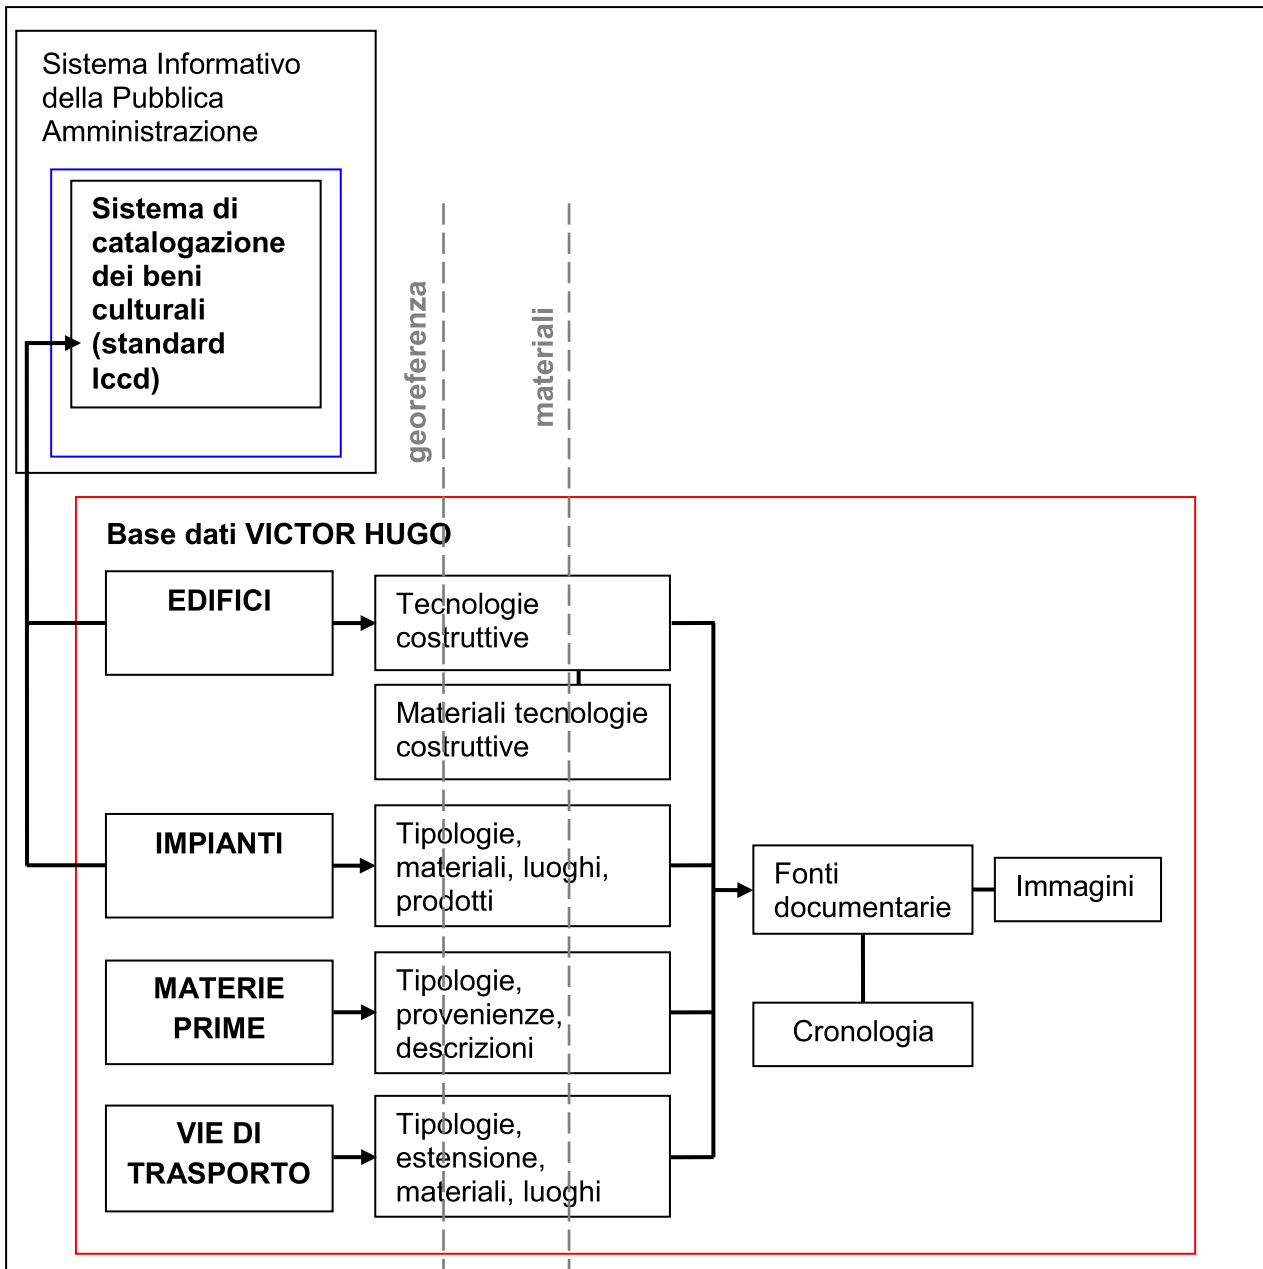 Sistema Informativo
della Pubblica
Amministrazione
Sistema di
catalogazione
dei beni
culturali
(standard
Iccd)
georeferenza
materiali
Base dati VICTOR HUGO
EDIFICI
Tecnologie
costruttive
Materiali tecnologie
costruttive
IMPIANTI
Tipologie,
materiali, luoghi,
prodotti
Fonti
documentarie
Immagini
MATERIE
PRIME
Tipologie,
provenienze,
descrizioni
Cronologia
VIE DI
TRASPORTO
Tipologie,
estensione,
materiali, luoghi